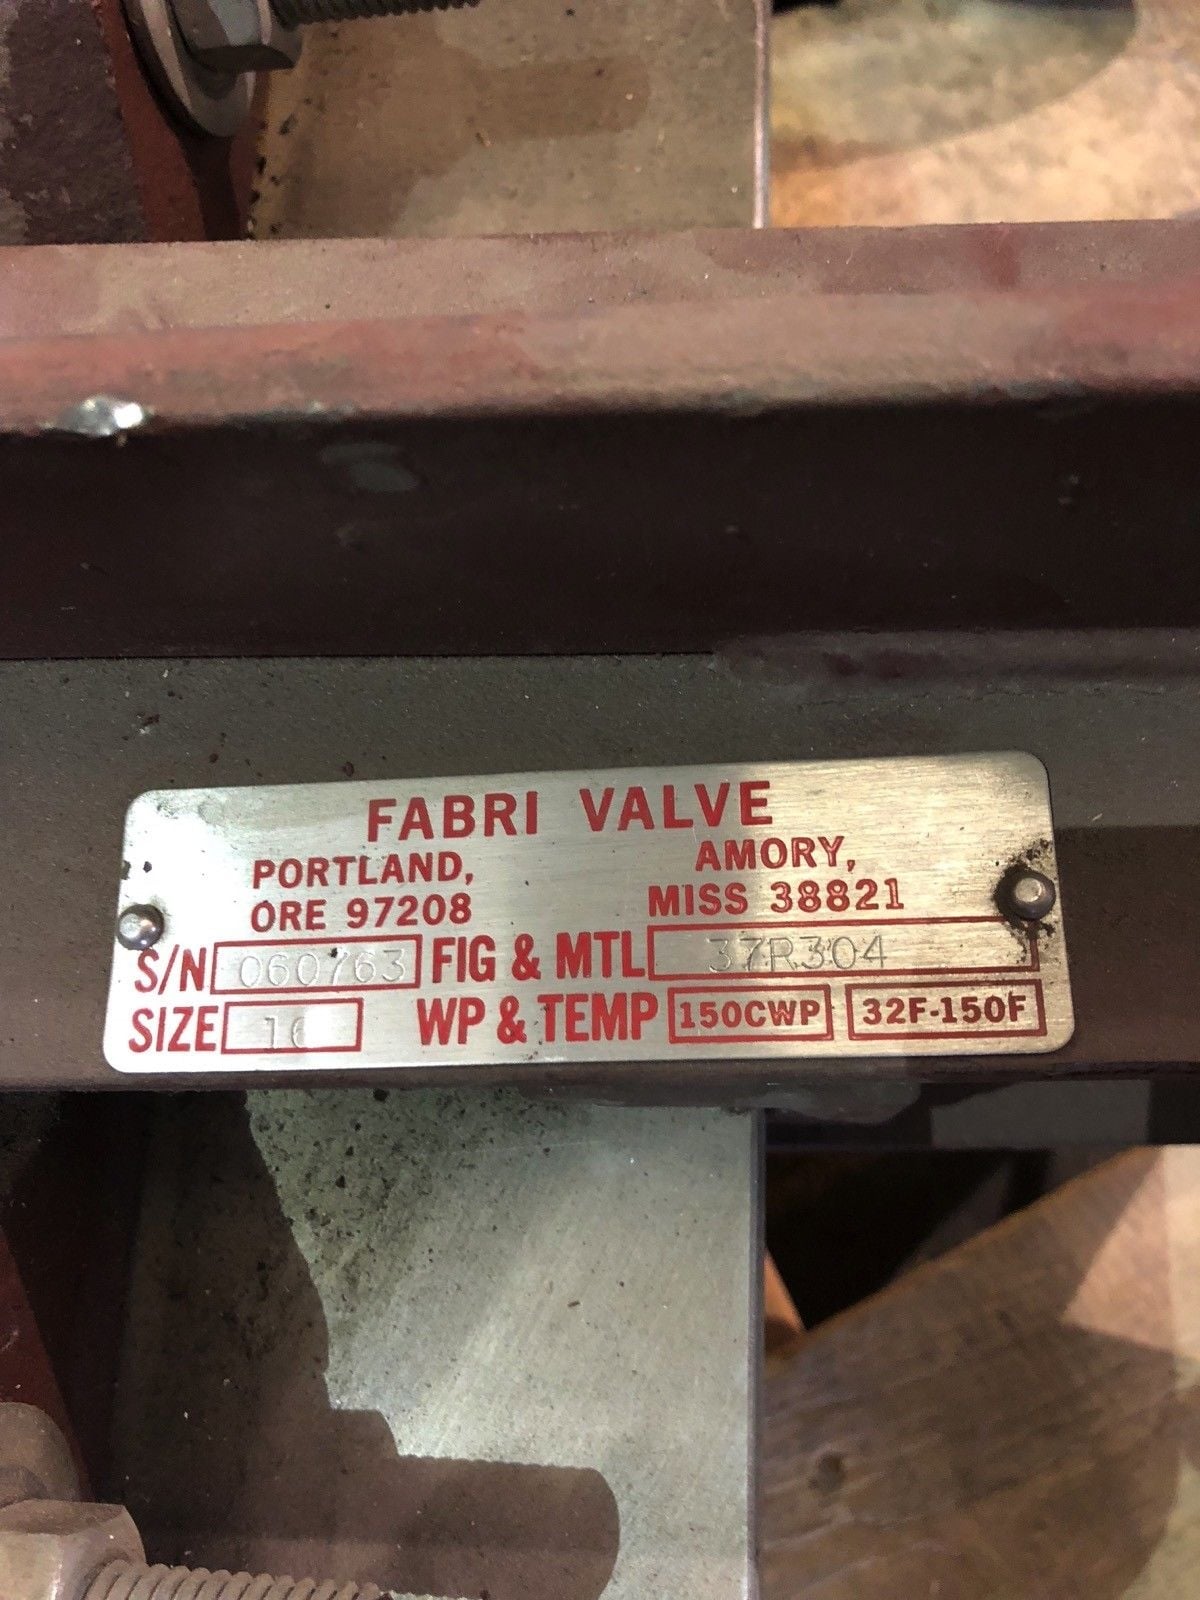 FABRI VALVE
PORTLAND, AMORY,
ORE 97208 MISS 38821
S/N 060763 FIG & MTL 37R304
SIZE 16 WP & TEMP 150CWP 32F-150F